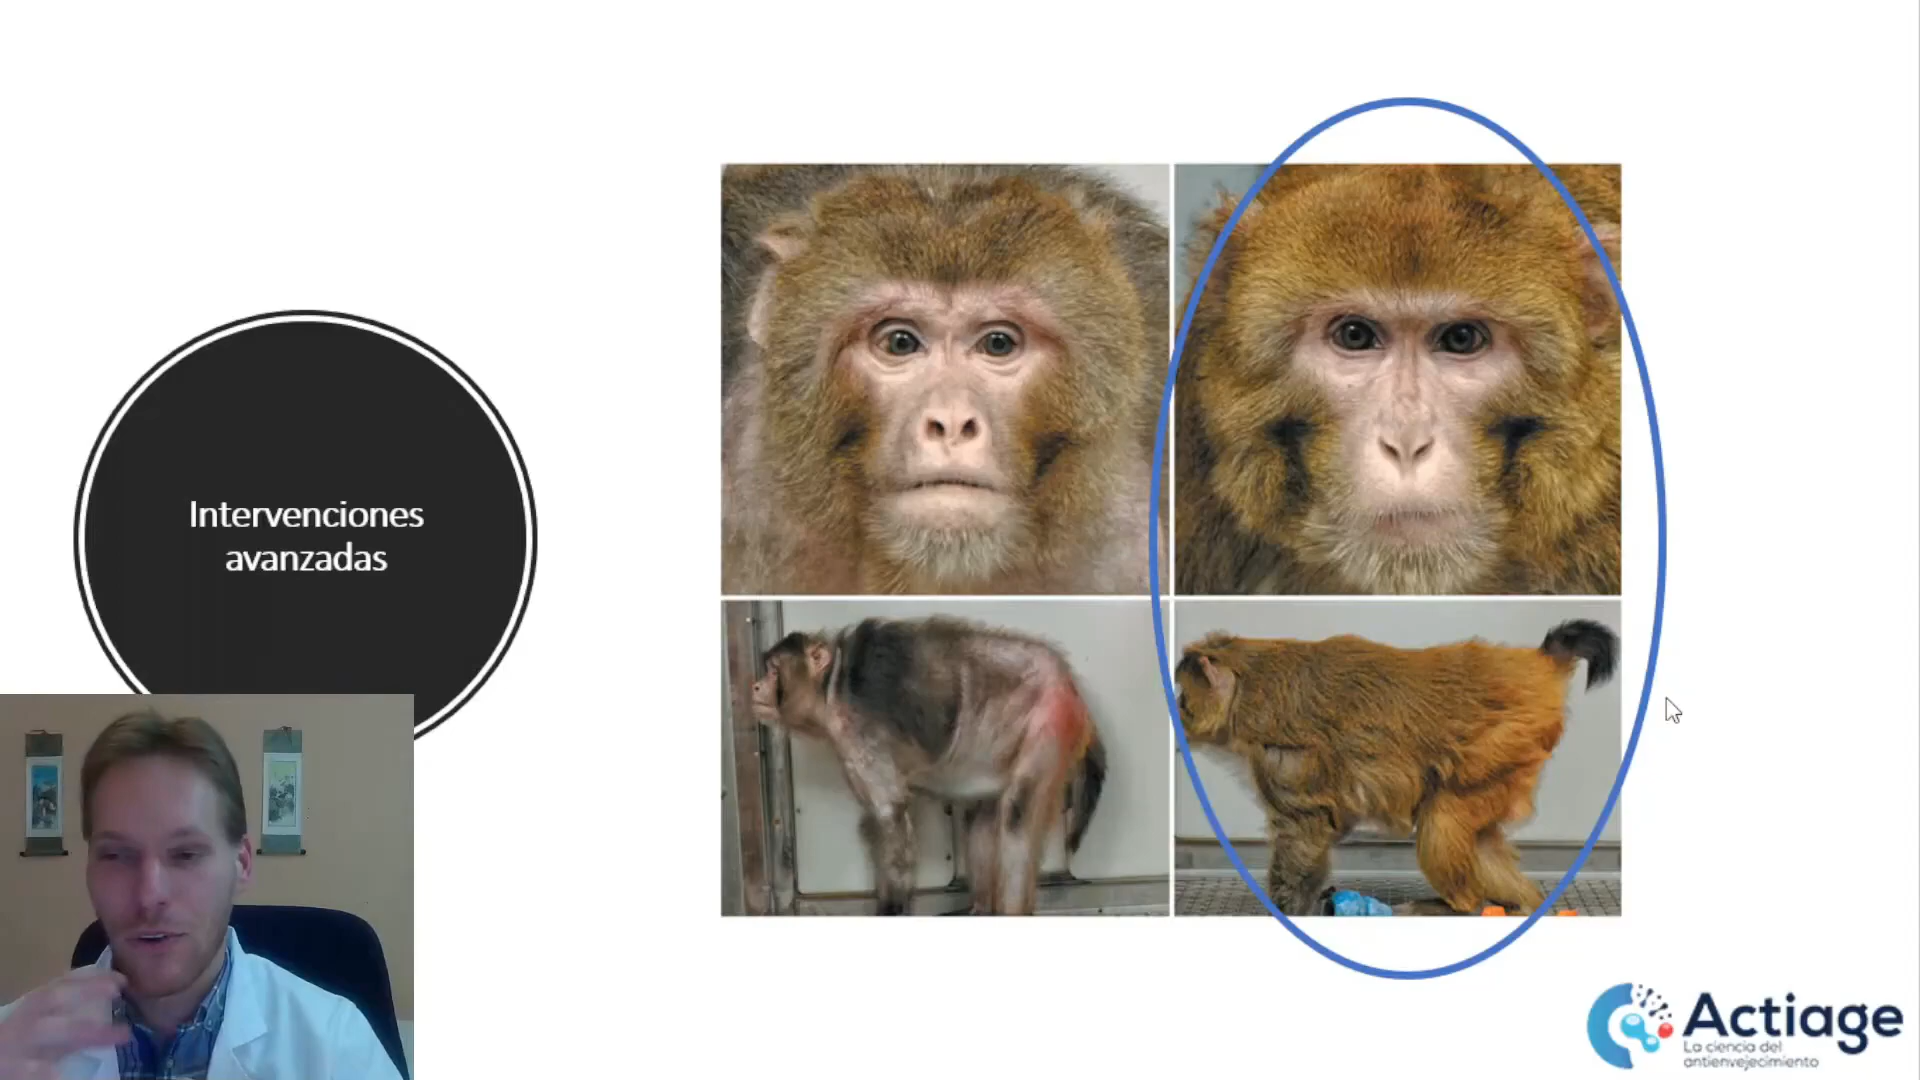 Intervenciones
avanzadas
Actiage
La ciencia del
antienvejecimiento